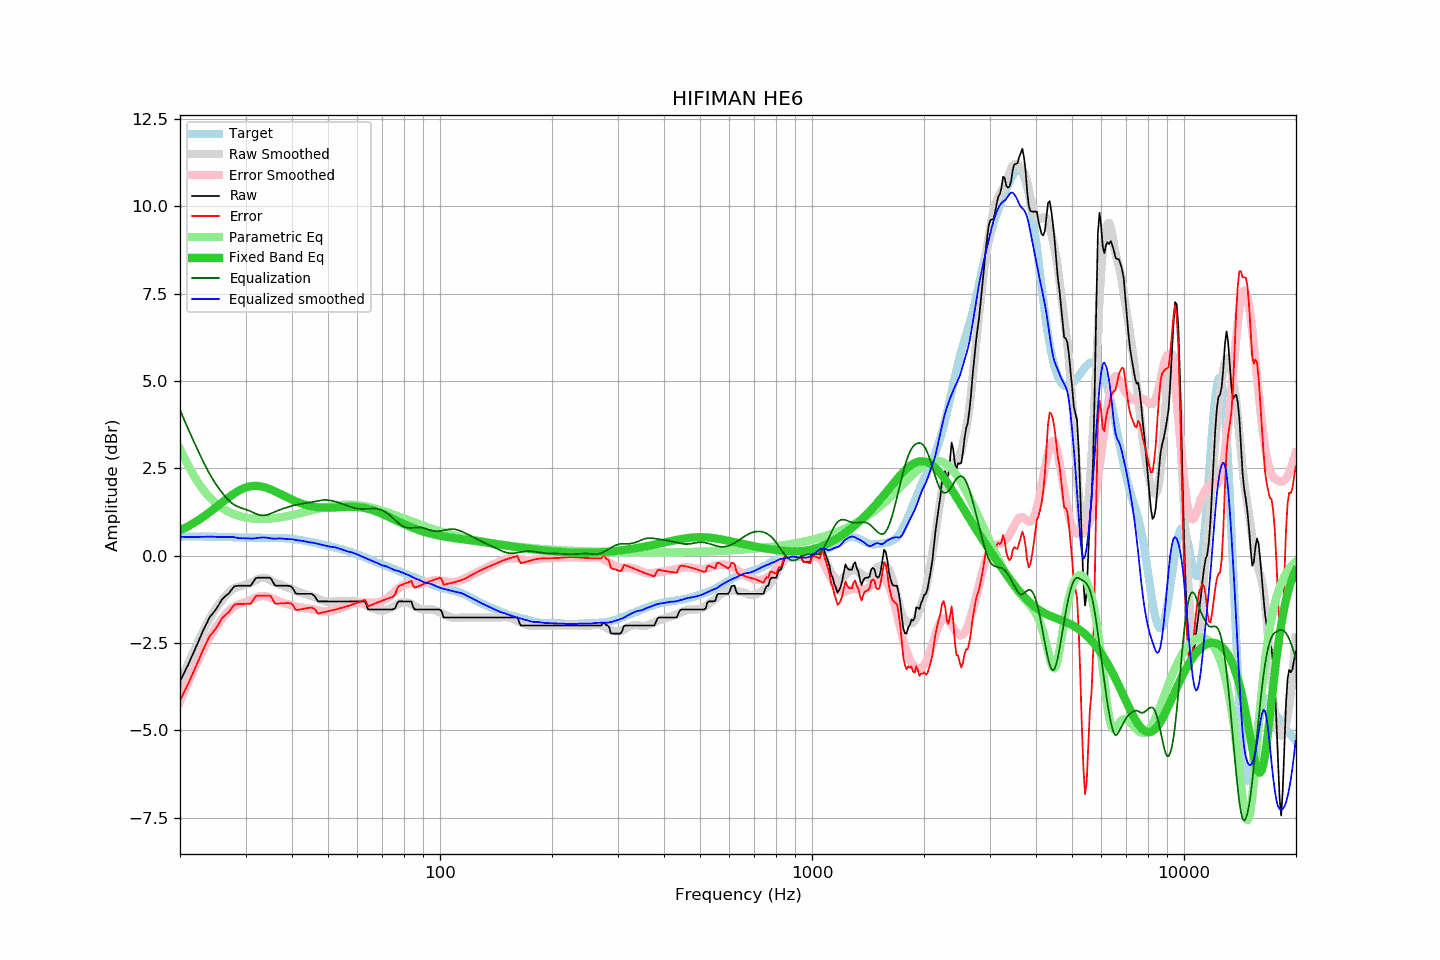 HIFIMAN HE6
12.5
10.0
7.5
5.0
2.5
0.0
−2.5
−5.0
−7.5
Amplitude (dBr)
Target
Raw Smoothed
Error Smoothed
Raw
Error
Parametric Eq
Fixed Band Eq
Equalization
Equalized smoothed
100
1000
10000
Frequency (Hz)